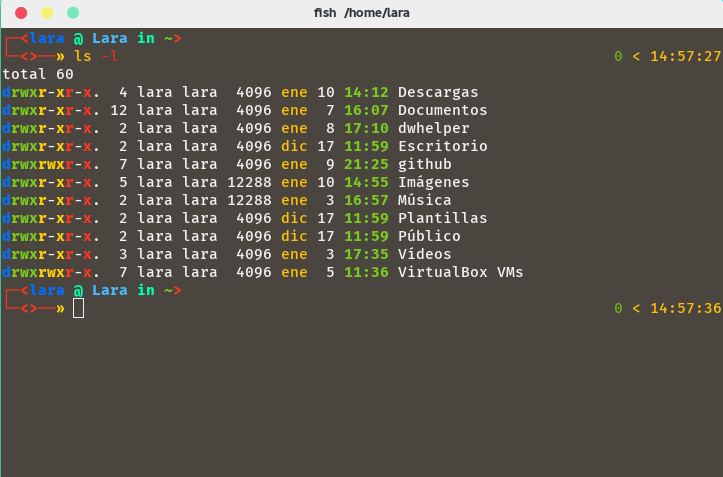 fish /home/lara
┌─<lara @ Lara in ~>
└─<>──» ls -l 0 < 14:57:27
total 60
drwxr-xr-x. 4 lara lara 4096 ene 10 14:12 Descargas
drwxr-xr-x. 12 lara lara 4096 ene 7 16:07 Documentos
drwxr-xr-x. 2 lara lara 4096 ene 8 17:10 dwhelper
drwxr-xr-x. 2 lara lara 4096 dic 17 11:59 Escritorio
drwxrwxr-x. 7 lara lara 4096 ene 9 21:25 github
drwxr-xr-x. 5 lara lara 12288 ene 10 14:55 Imágenes
drwxr-xr-x. 2 lara lara 12288 ene 3 16:57 Música
drwxr-xr-x. 2 lara lara 4096 dic 17 11:59 Plantillas
drwxr-xr-x. 2 lara lara 4096 dic 17 11:59 Público
drwxr-xr-x. 3 lara lara 4096 ene 3 17:35 Vídeos
drwxrwxr-x. 7 lara lara 4096 ene 5 11:36 VirtualBox VMs
┌─<lara @ Lara in ~>
└─<>──» 0 < 14:57:36